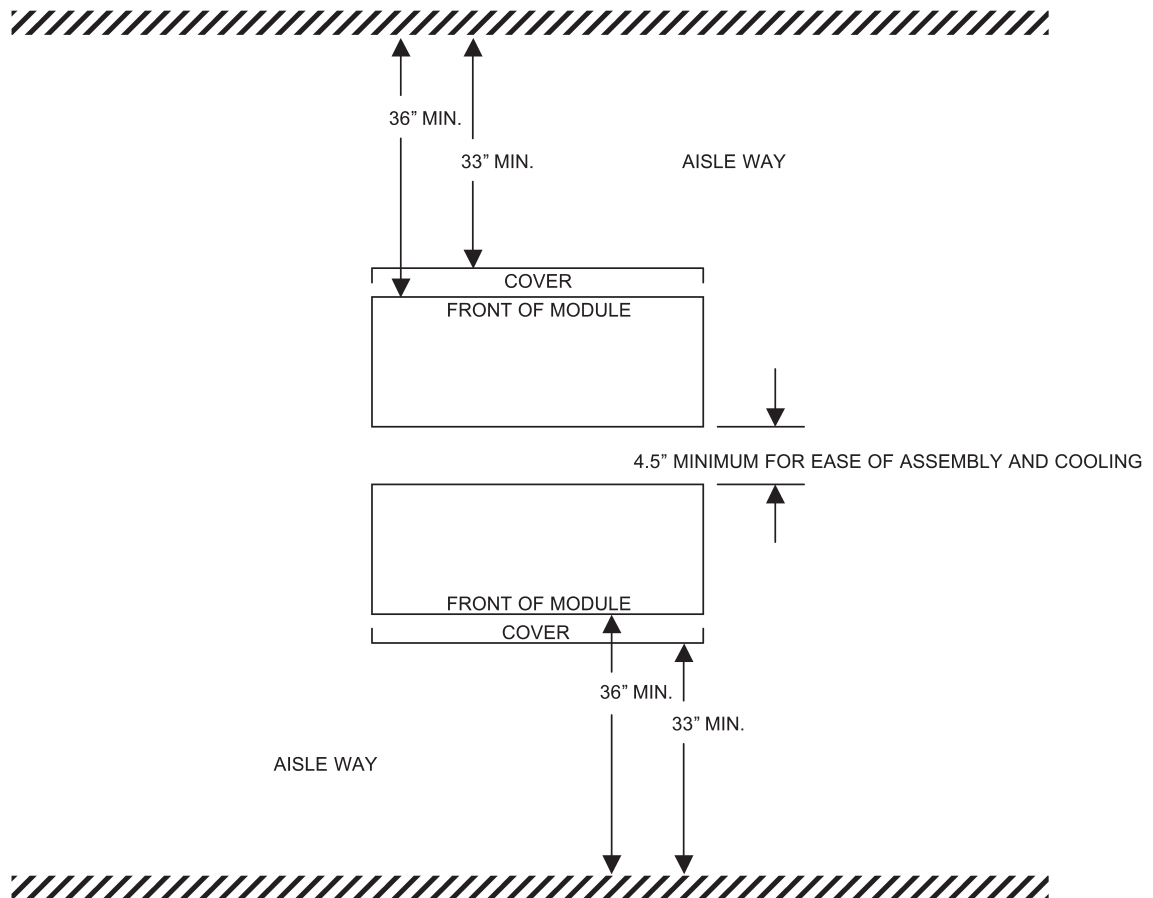 36” MIN.
33” MIN.
AISLE WAY
COVER
FRONT OF MODULE
4.5” MINIMUM FOR EASE OF ASSEMBLY AND COOLING
FRONT OF MODULE
COVER
36” MIN.
33” MIN.
AISLE WAY